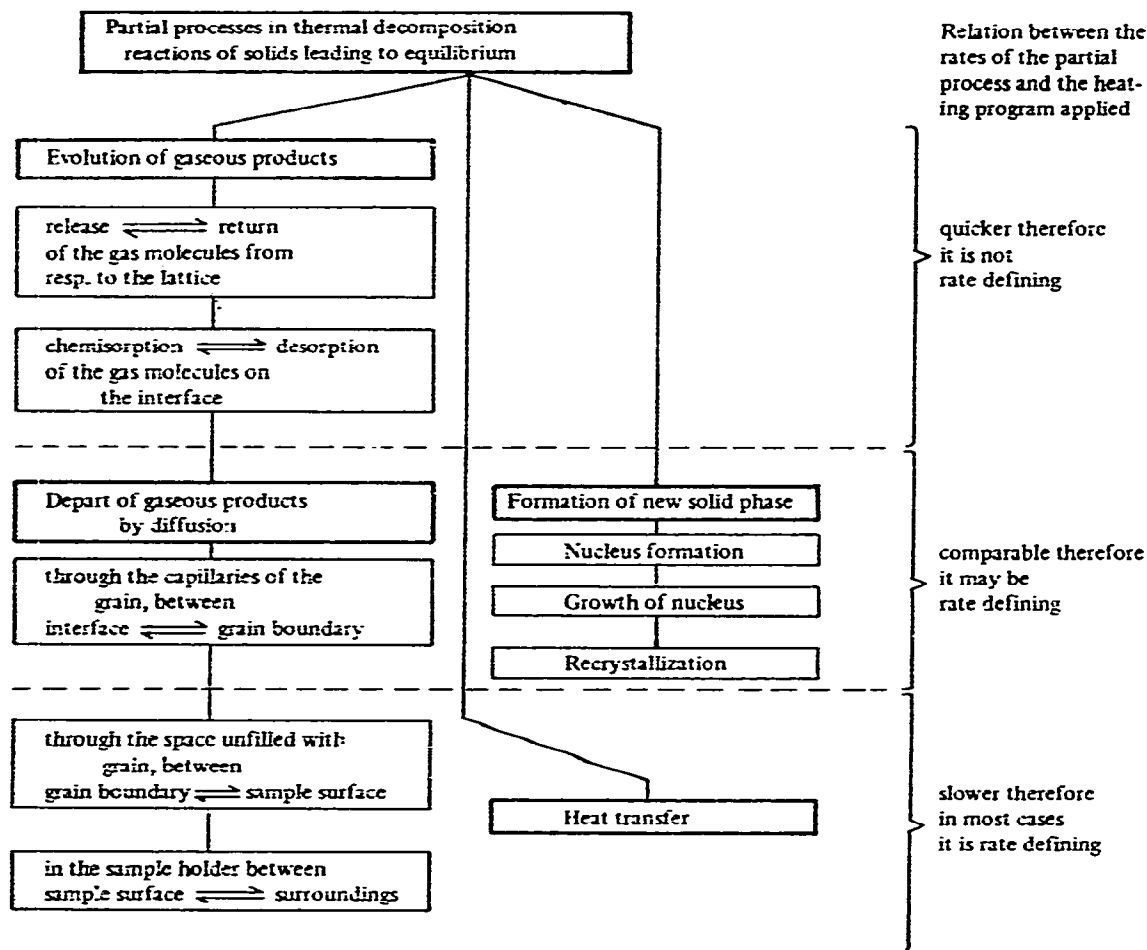 Partial processes in thermal decomposition
reactions of solids leading to equilibrium
Relation between the
rates of the partial
process and the heat-
ing program applied
Evolution of gaseous products
release ⇌ return
of the gas molecules from
resp. to the lattice
chemisorption ⇌ desorption
of the gas molecules on
the interface
quicker therefore
it is not
rate defining
Depart of gaseous products
by diffusion
through the capillaries of the
grain, between
interface ⇌ grain boundary
Formation of new solid phase
Nucleus formation
Growth of nucleus
Recrystallization
comparable therefore
it may be
rate defining
through the space unfilled with
grain, between
grain boundary ⇌ sample surface
in the sample holder between
sample surface ⇌ surroundings
Heat transfer
slower therefore
in most cases
it is rate defining